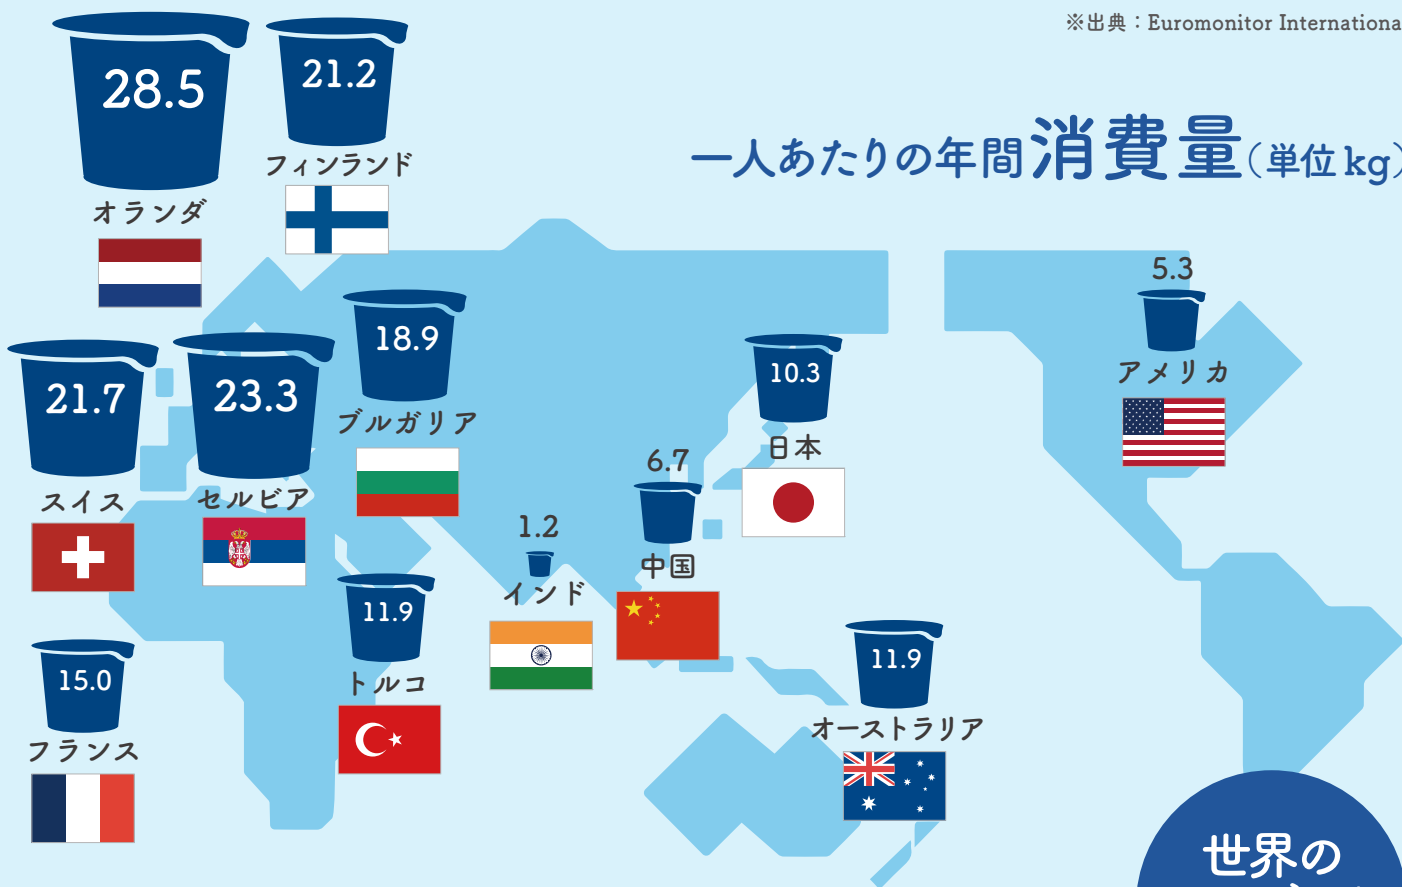 ※出典：Euromonitor Internationa
一人あたりの年間消費量(単位kg)
28.5
オランダ
21.2
フィンランド
21.7
スイス
23.3
セルビア
18.9
ブルガリア
15.0
フランス
11.9
トルコ
1.2
インド
6.7
中国
10.3
日本
11.9
オーストラリア
5.3
アメリカ
世界の